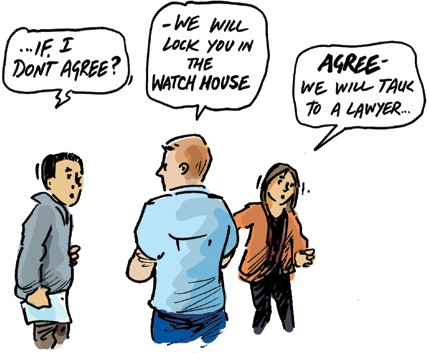 ...IF I
DONT AGREE?
-WE WILL
LOCK YOU IN
THE
WATCH HOUSE
AGREE-
WE WILL TALK
TO A LAWYER...